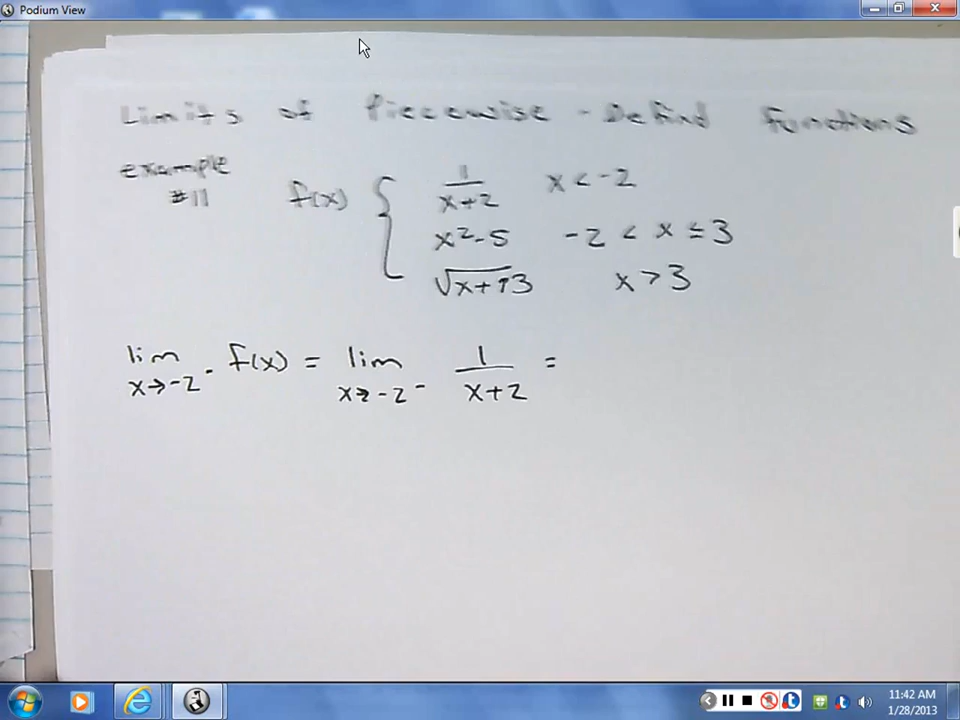 Podium View
Limits of Piecewise-Defind Functions
example
#11
f(x) { 1/(x+2) x < -2
x²-5 -2 < x ≤ 3
√x+13 x > 3
lim x→-2⁻ f(x) = lim x→-2⁻ 1/(x+2) =
11:42 AM
1/28/2013